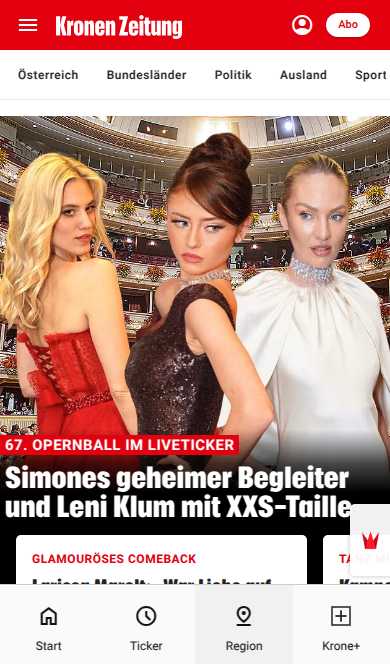 Kronen Zeitung
Abo
Österreich Bundesländer Politik Ausland Sport
67. OPERNBALL IM LIVETICKER
Simones geheimer Begleiter
und Leni Klum mit XXS-Taille
GLAMOURÖSES COMEBACK
Start Ticker Region Krone+